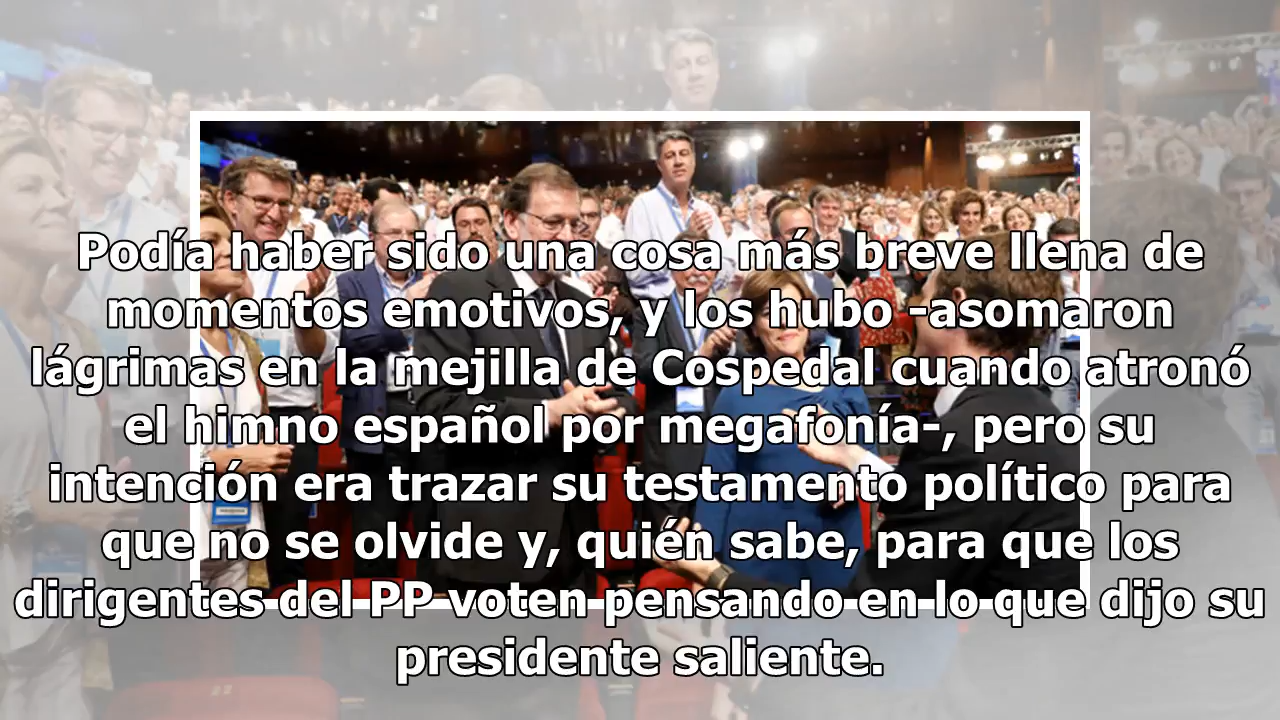 Podía haber sido una cosa más breve llena de
momentos emotivos, y los hubo -asomaron
lágrimas en la mejilla de Cospedal cuando atronó
el himno español por megafonía-, pero su
intención era trazar su testamento político para
que no se olvide y, quién sabe, para que los
dirigentes del PP voten pensando en lo que dijo su
presidente saliente.